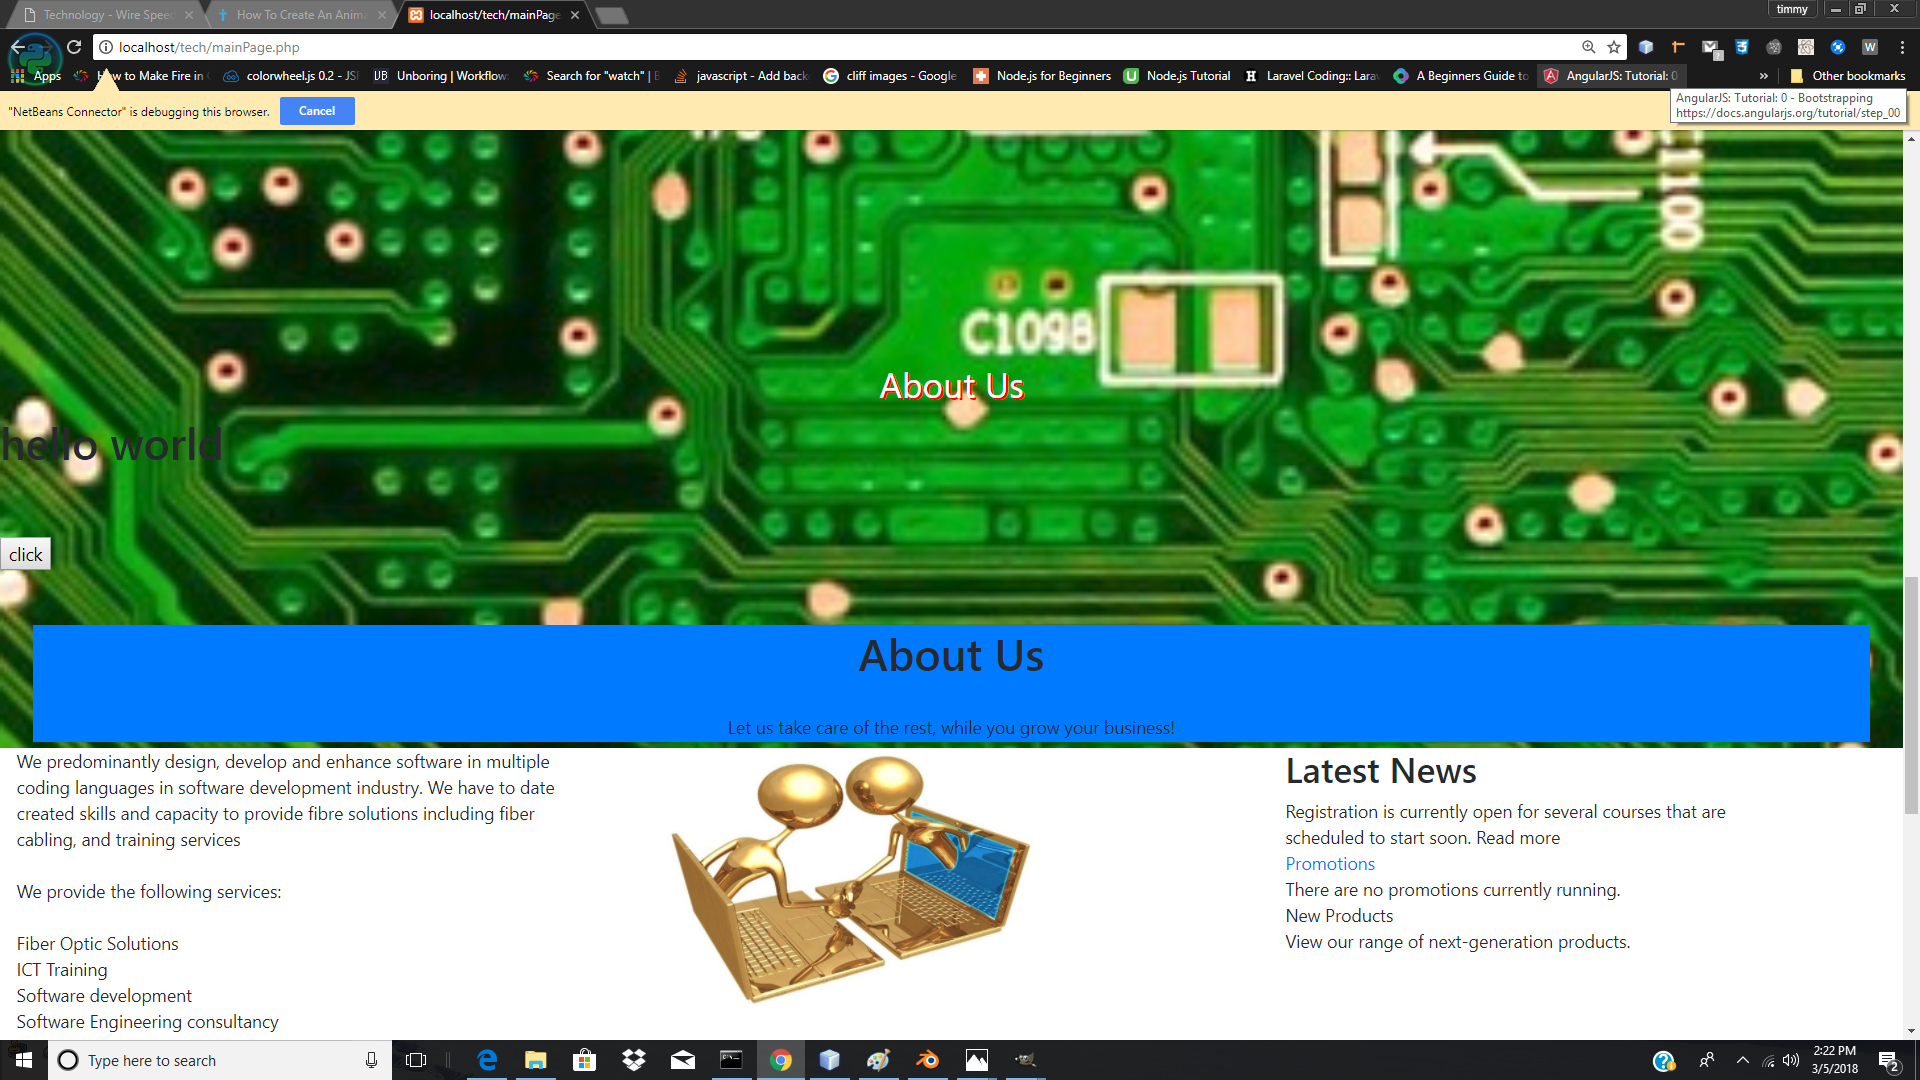 Technology - Wire Speed
How To Create An Anima
localhost/tech/mainPage
timmy
localhost/tech/mainPage.php
Apps
How to Make Fire in
colorwheel.js 0.2 - JS
Unboring | Workflow
Search for "watch" | B
javascript - Add back
cliff images - Google
Node.js for Beginners
Node.js Tutorial
Laravel Coding:: Lara
A Beginners Guide to
AngularJS: Tutorial: 0
»
Other bookmarks
"NetBeans Connector" is debugging this browser.
Cancel
AngularJS: Tutorial: 0 - Bootstrapping
https://docs.angularjs.org/tutorial/step_00
C1098
About Us
hello world
click
About Us
Let us take care of the rest, while you grow your business!
We predominantly design, develop and enhance software in multiple
coding languages in software development industry. We have to date
created skills and capacity to provide fibre solutions including fiber
cabling, and training services
We provide the following services:
Fiber Optic Solutions
ICT Training
Software development
Software Engineering consultancy
Latest News
Registration is currently open for several courses that are
scheduled to start soon. Read more
Promotions
There are no promotions currently running.
New Products
View our range of next-generation products.
Type here to search
2:22 PM
3/5/2018
2